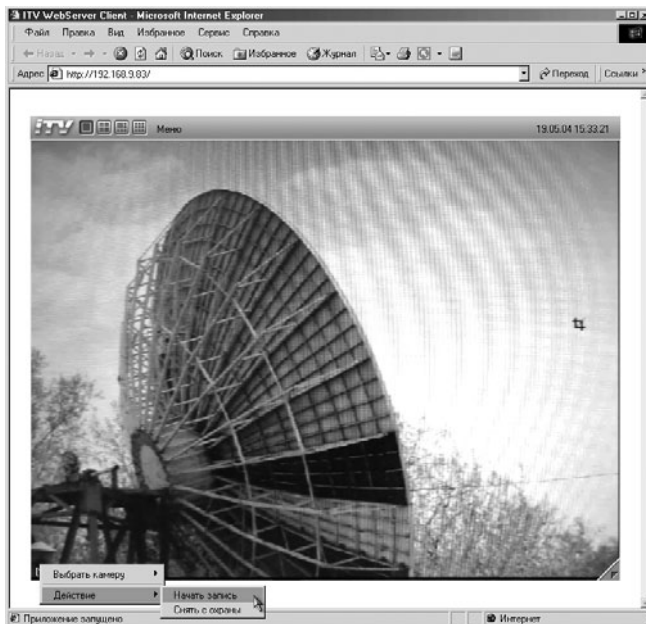 ITV WebServer Client - Microsoft Internet Explorer
Файл Правка Вид Избранное Сервис Справка
Назад Поиск Избранное Журнал
Адрес http://192.168.9.83/ Переход Ссылки »
iTV Меню 19.05.04 15.33.21
Выбрать камеру
Действие Начать запись
Снять с охраны
Приложение запущено Интернет